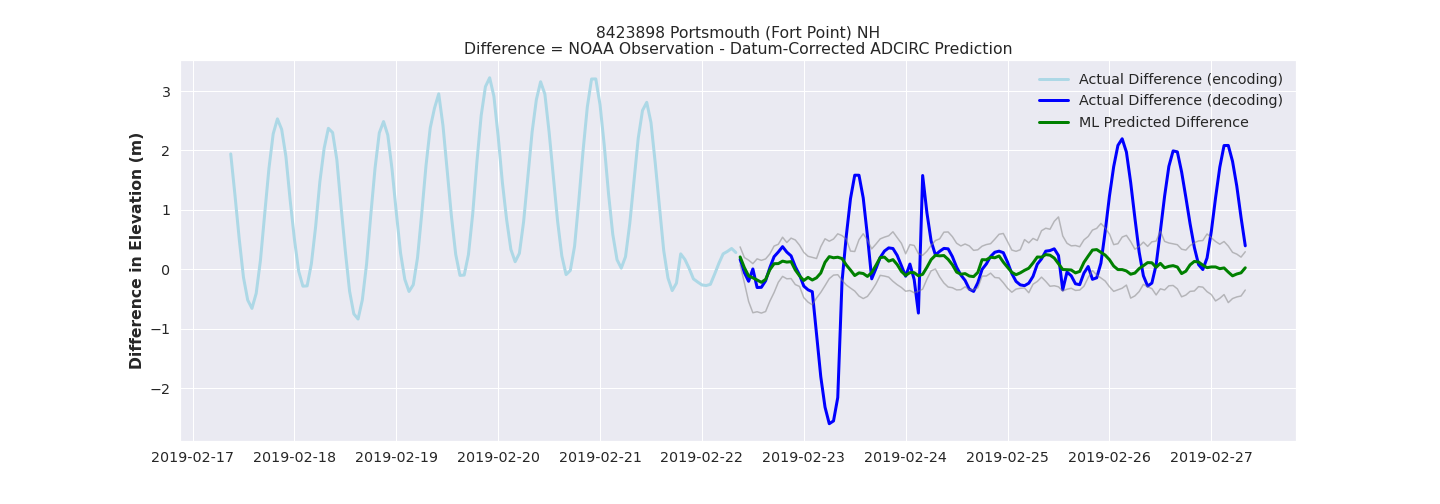 8423898 Portsmouth (Fort Point) NH
Difference = NOAA Observation - Datum-Corrected ADCIRC Prediction
Actual Difference (encoding)
Actual Difference (decoding)
ML Predicted Difference
Difference in Elevation (m)
3
2
1
0
−1
−2
2019-02-17 2019-02-18 2019-02-19 2019-02-20 2019-02-21 2019-02-22 2019-02-23 2019-02-24 2019-02-25 2019-02-26 2019-02-27